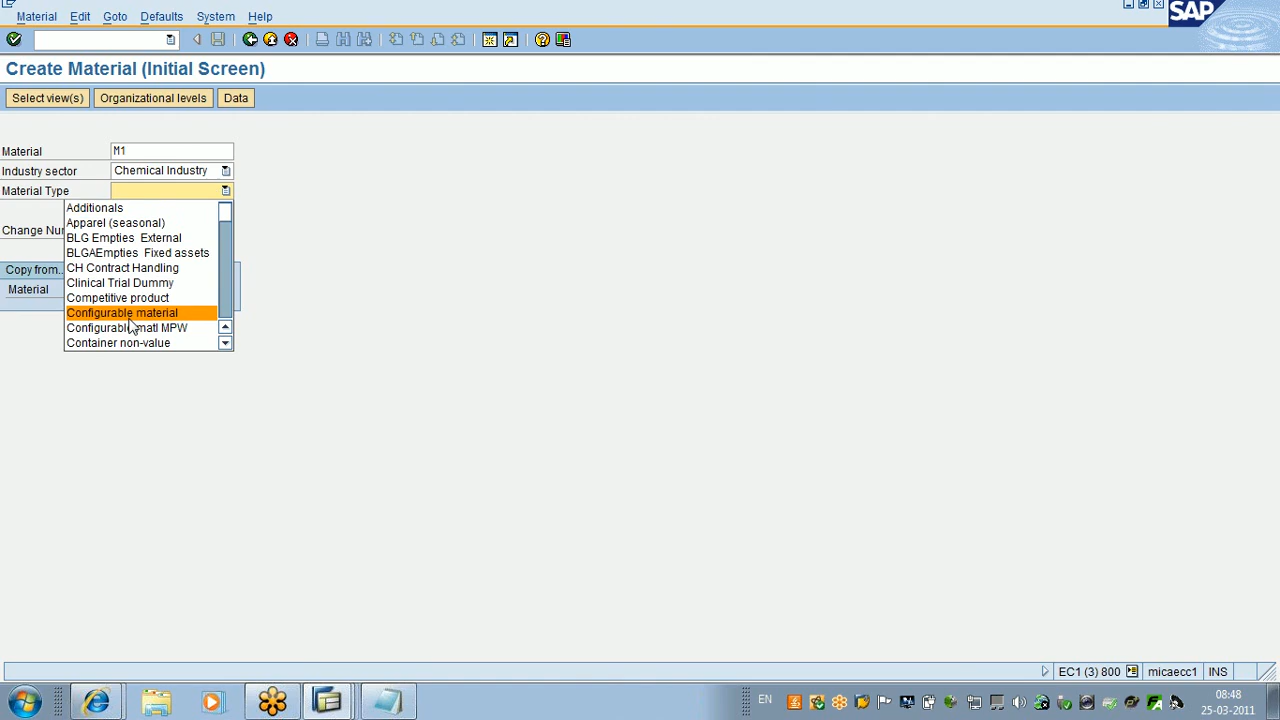 Material Edit Goto Defaults System Help
SAP
Create Material (Initial Screen)
Select view(s) Organizational levels Data
Material M1
Industry sector Chemical Industry
Material Type
Additionals
Apparel (seasonal)
Change Nu
BLG Empties External
BLGAEmpties Fixed assets
Copy from...
CH Contract Handling
Clinical Trial Dummy
Material
Competitive product
Configurable material
Configurable matl MPW
Container non-value
EC1 (3) 800 micaecc1 INS
EN
08:48
25-03-2011